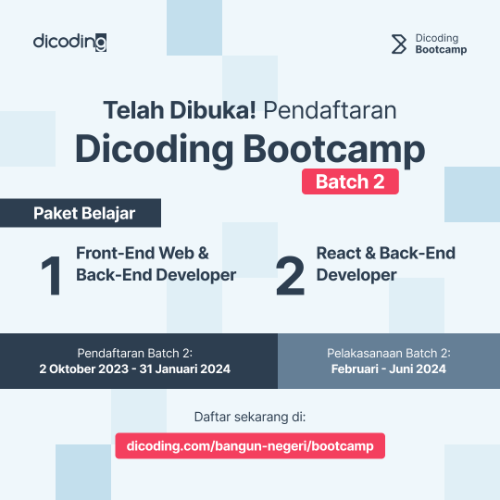 dicoding
Dicoding
Bootcamp
Telah Dibuka! Pendaftaran
Dicoding Bootcamp
Batch 2
Paket Belajar
1
Front-End Web &
Back-End Developer
2
React & Back-End
Developer
Pendaftaran Batch 2:
2 Oktober 2023 - 31 Januari 2024
Pelakasanaan Batch 2:
Februari - Juni 2024
Daftar sekarang di:
dicoding.com/bangun-negeri/bootcamp